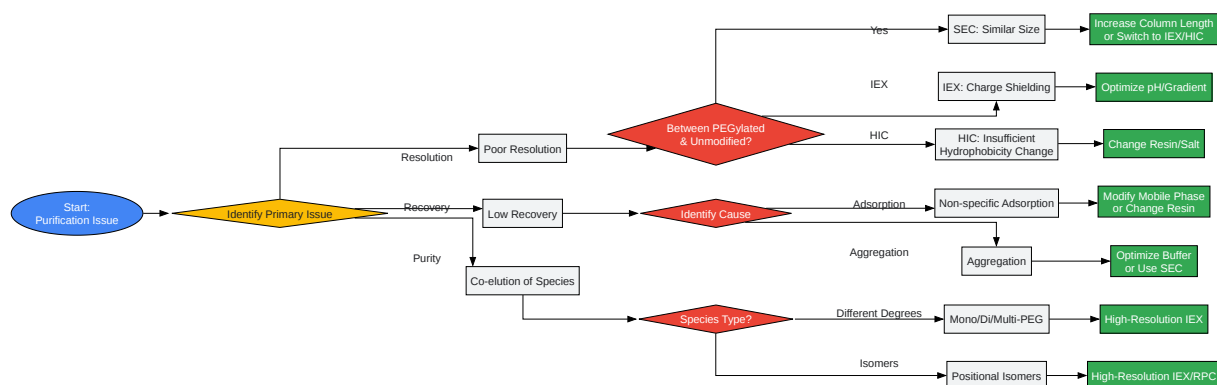 Yes
SEC: Similar Size
Increase Column Length
or Switch to IEX/HIC
IEX
IEX: Charge Shielding
Optimize pH/Gradient
Between PEGylated
& Unmodified?
HIC
HIC: Insufficient
Hydrophobicity Change
Change Resin/Salt
Resolution
Poor Resolution
Start:
Purification Issue
Identify Primary Issue
Recovery
Low Recovery
Identify Cause
Adsorption
Non-specific Adsorption
Modify Mobile Phase
or Change Resin
Purity
Aggregation
Aggregation
Optimize Buffer
or Use SEC
Co-elution of Species
Species Type?
Different Degrees
Mono/Di/Multi-PEG
High-Resolution IEX
Isomers
Positional Isomers
High-Resolution IEX/RPC